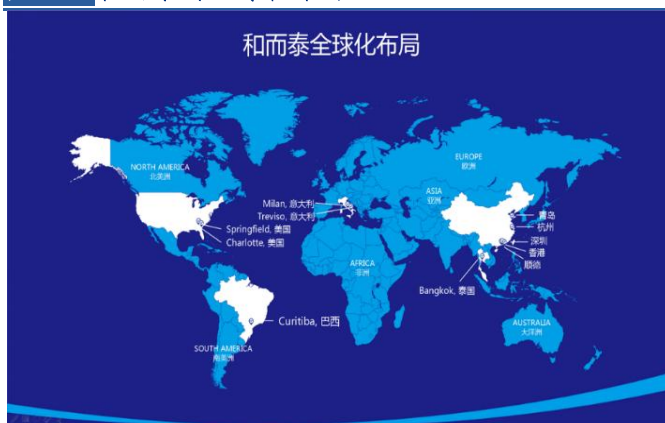 和而泰全球化布局
NORTH AMERICA
北美洲
EUROPE
欧洲
ASIA
亚洲
Milan, 意大利
Treviso, 意大利
Springfield, 美国
Charlotte, 美国
青岛
杭州
深圳
香港
顺德
AFRICA
非洲
Bangkok, 泰国
Curitiba, 巴西
AUSTRALIA
大洋洲
SOUTH AMERICA
南美洲